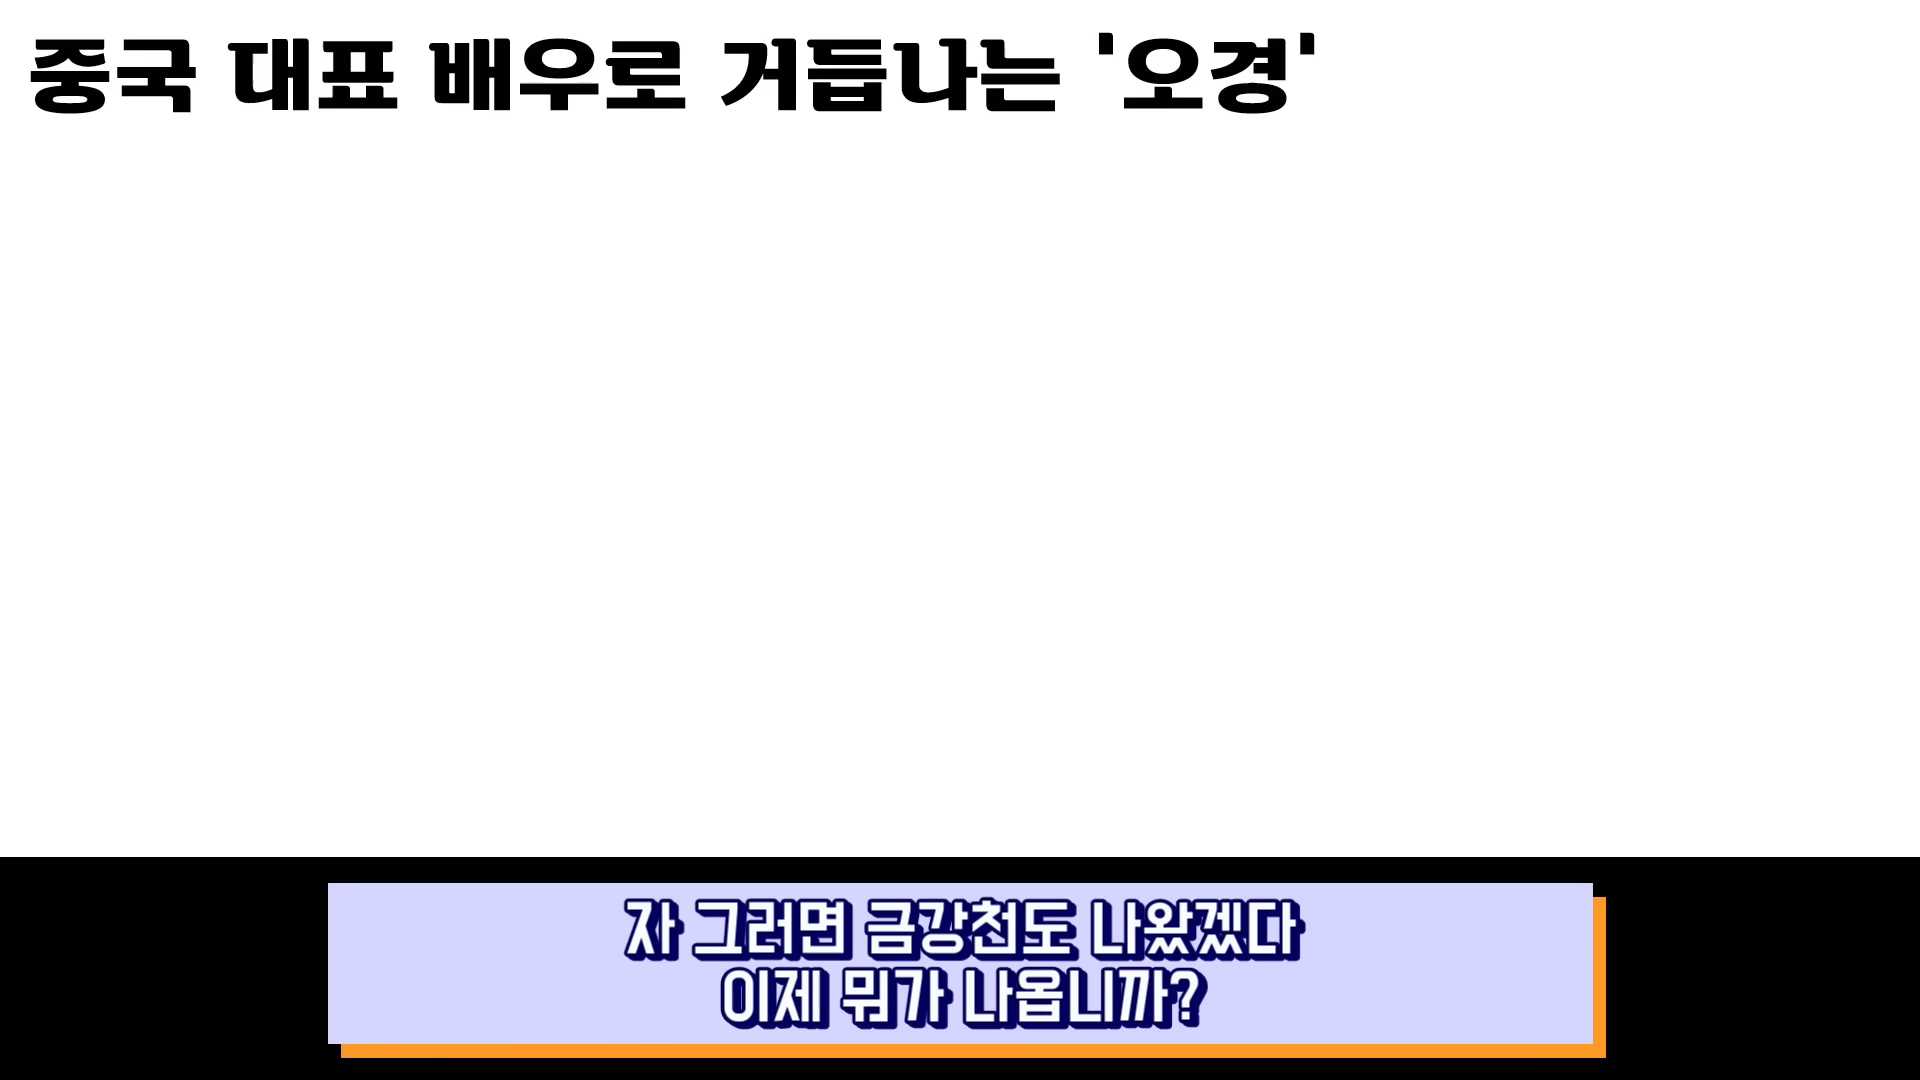 중국 대표 배우로 거듭나는 '오경'
자 그러면 금강천도 나왔겠다
이제 뭐가 나옵니까?